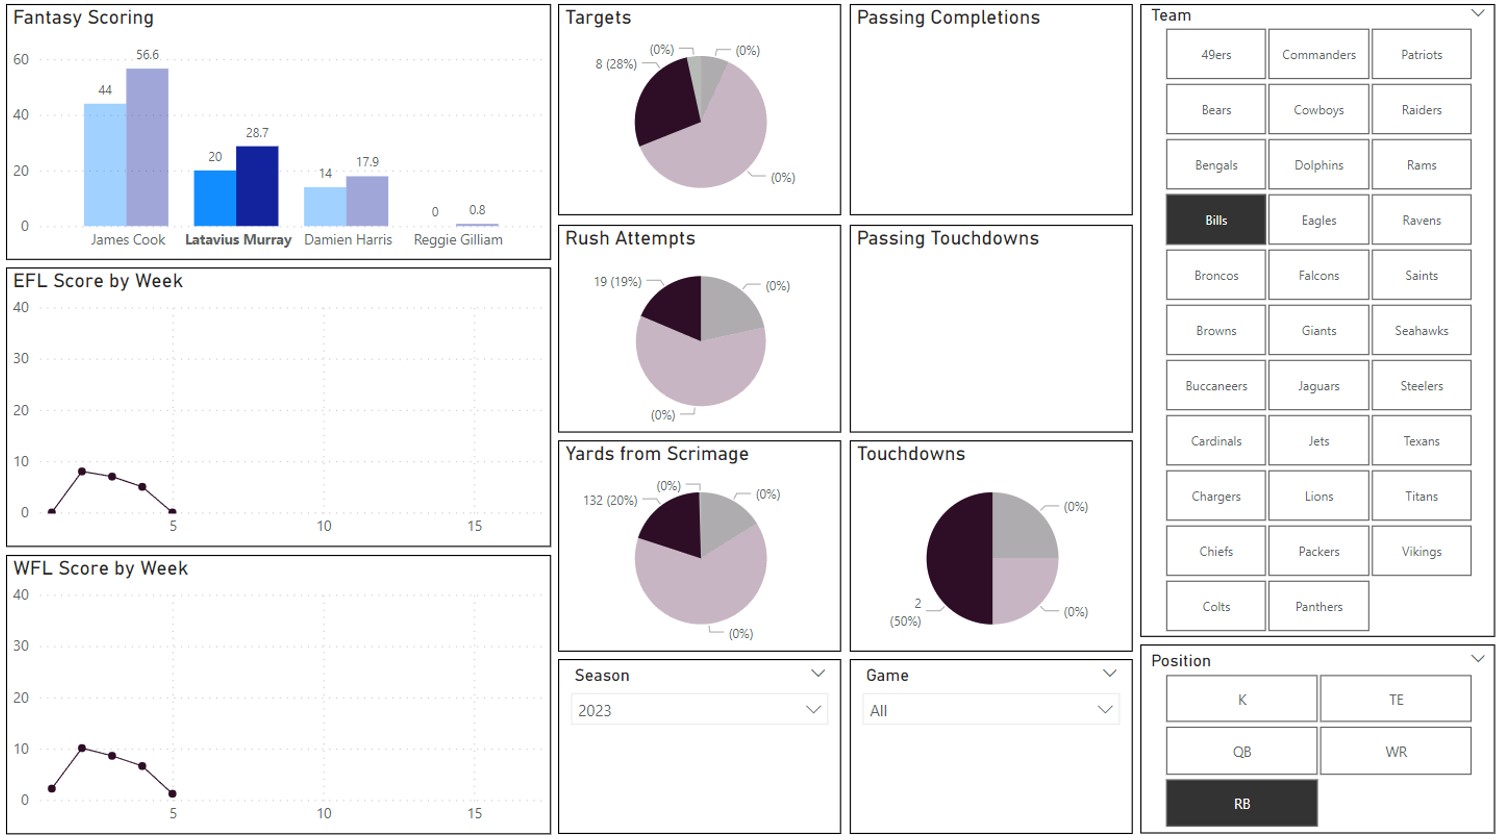 Fantasy Scoring
60
40
20
0
44
56.6
20
28.7
14
17.9
0
0.8
James Cook
Latavius Murray
Damien Harris
Reggie Gilliam
EFL Score by Week
40
30
20
10
0
5
10
15
WFL Score by Week
40
30
20
10
0
5
10
15
Targets
(0%)
(0%)
8 (28%)
(0%)
Rush Attempts
19 (19%)
(0%)
(0%)
Yards from Scrimage
(0%)
(0%)
132 (20%)
(0%)
Season
2023
Passing Completions
Passing Touchdowns
Touchdowns
(0%)
2
(50%)
(0%)
Game
All
Team
49ers
Commanders
Patriots
Bears
Cowboys
Raiders
Bengals
Dolphins
Rams
Bills
Eagles
Ravens
Broncos
Falcons
Saints
Browns
Giants
Seahawks
Buccaneers
Jaguars
Steelers
Cardinals
Jets
Texans
Chargers
Lions
Titans
Chiefs
Packers
Vikings
Colts
Panthers
Position
K
TE
QB
WR
RB